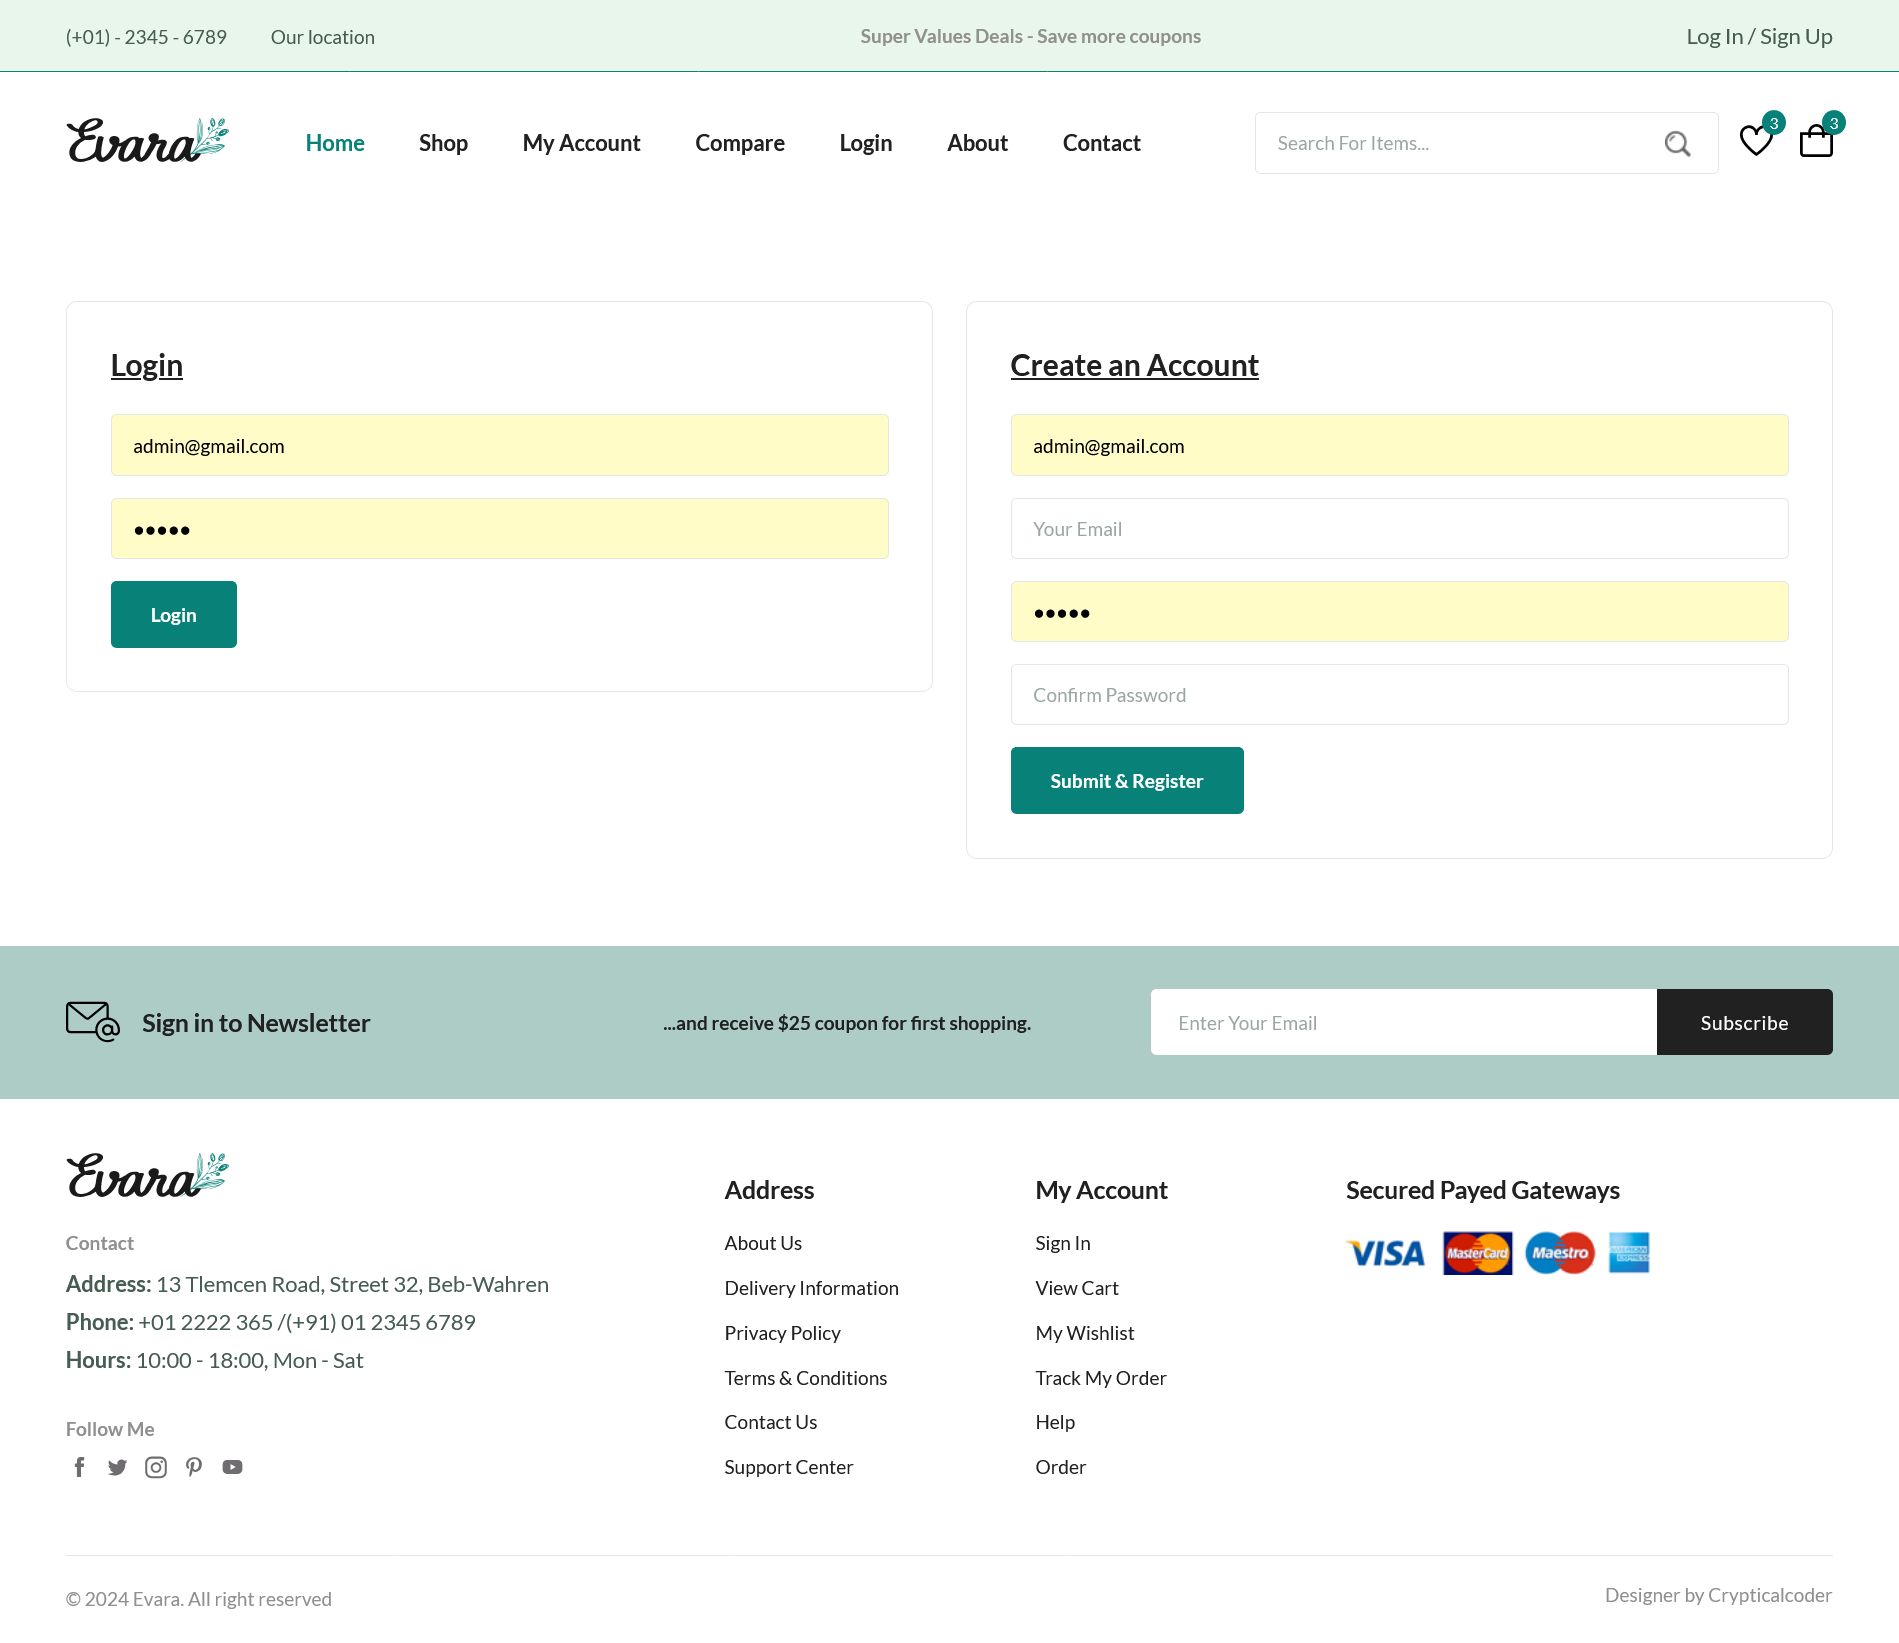 (+01) - 2345 - 6789 Our location Super Values Deals - Save more coupons Log In / Sign Up
Evara Home Shop My Account Compare Login About Contact Search For Items... 3 3
Login
admin@gmail.com
•••••
Login
Create an Account
admin@gmail.com
Your Email
•••••
Confirm Password
Submit & Register
Sign in to Newsletter ...and receive $25 coupon for first shopping. Enter Your Email Subscribe
Evara
Contact
Address: 13 Tlemcen Road, Street 32, Beb-Wahren
Phone: +01 2222 365 /(+91) 01 2345 6789
Hours: 10:00 - 18:00, Mon - Sat
Follow Me
Address
About Us
Delivery Information
Privacy Policy
Terms & Conditions
Contact Us
Support Center
My Account
Sign In
View Cart
My Wishlist
Track My Order
Help
Order
Secured Payed Gateways
VISA MasterCard Maestro AMERICAN EXPRESS
© 2024 Evara. All right reserved
Designer by Crypticalcoder